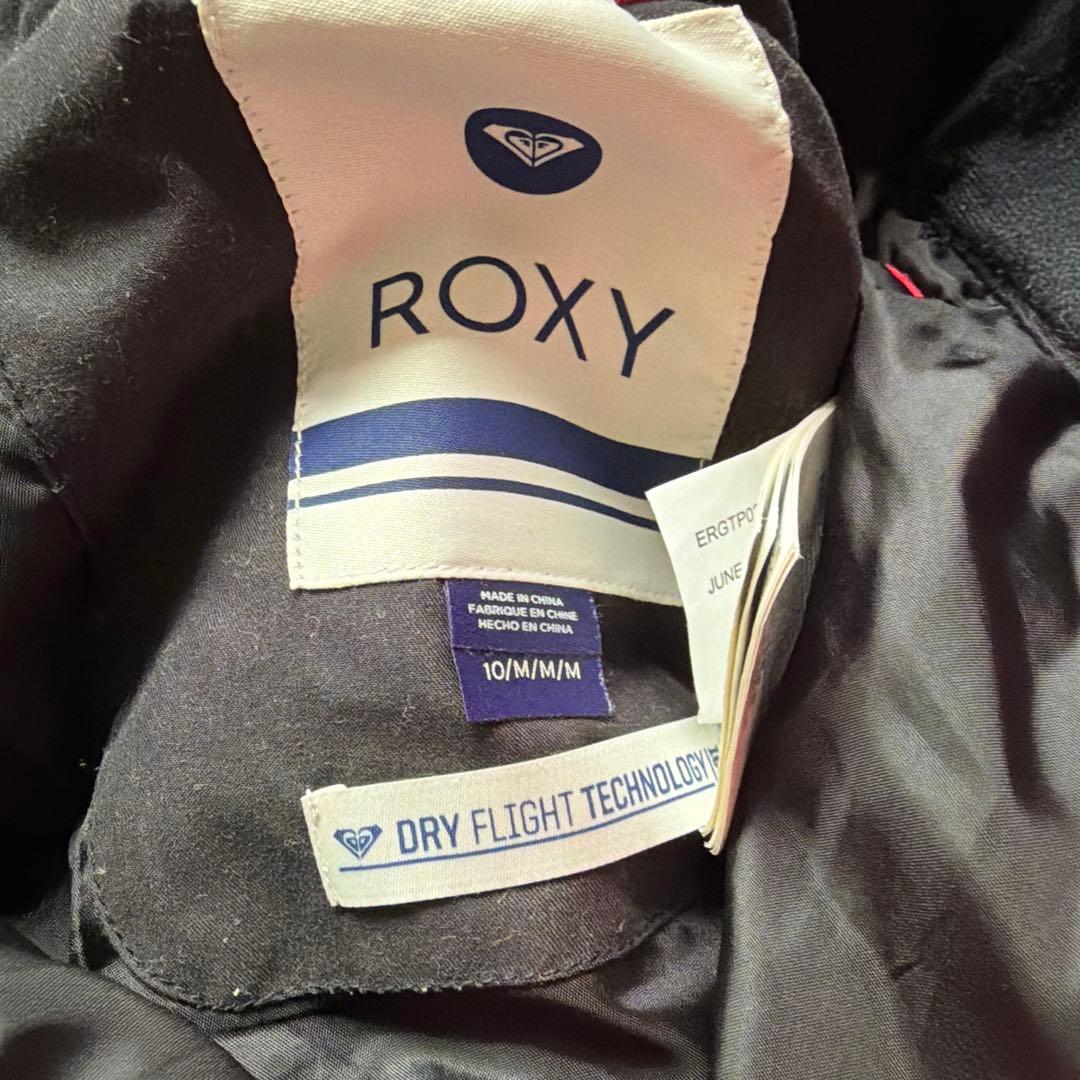 ROXY
ERGTP0
JUNE
MADE IN CHINA
FABRIQUE EN CHINE
HECHO EN CHINA
10/M/M/M
DRY FLIGHT TECHNOLOGY